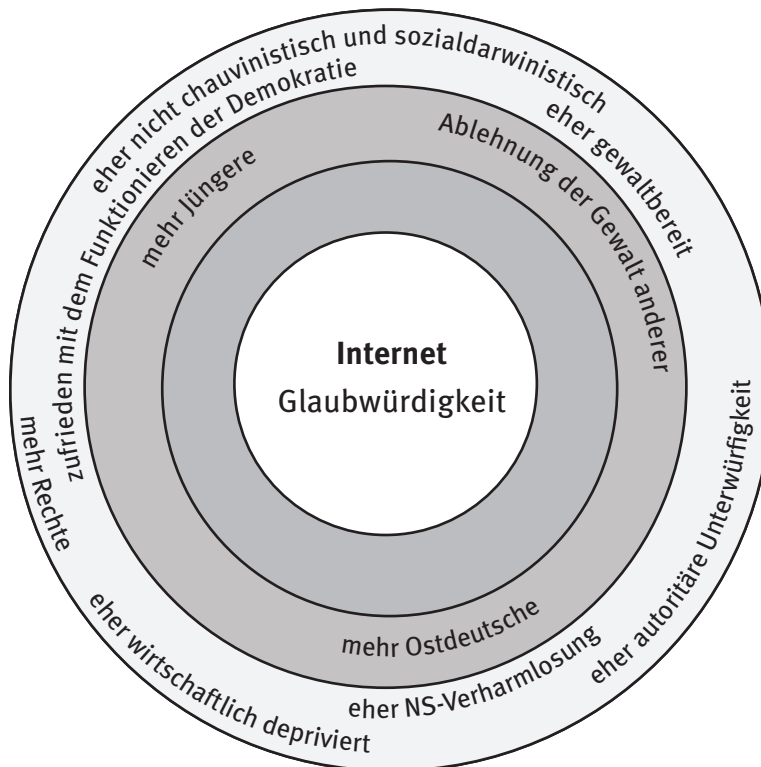 eher nicht chauvinistisch und sozialdarwinistisch
zufrieden mit dem Funktionieren der Demokratie
eher gewaltbereit
mehr Jüngere
Ablehnung der Gewalt anderer
Internet
Glaubwürdigkeit
mehr Rechte
eher autoritäre Unterwürfigkeit
mehr Ostdeutsche
eher NS-Verharmlosung
eher wirtschaftlich depriviert